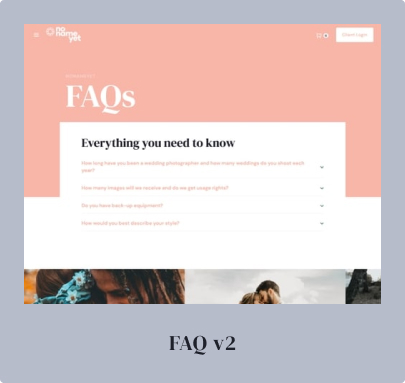 no
name
yet
Client Login
FAQs
Everything you need to know
How long have you been a wedding photographer and how many weddings do you shoot each
year?
How many images will we receive and do we get usage rights?
Do you have back-up equipment?
How would you best describe your style?
FAQ v2